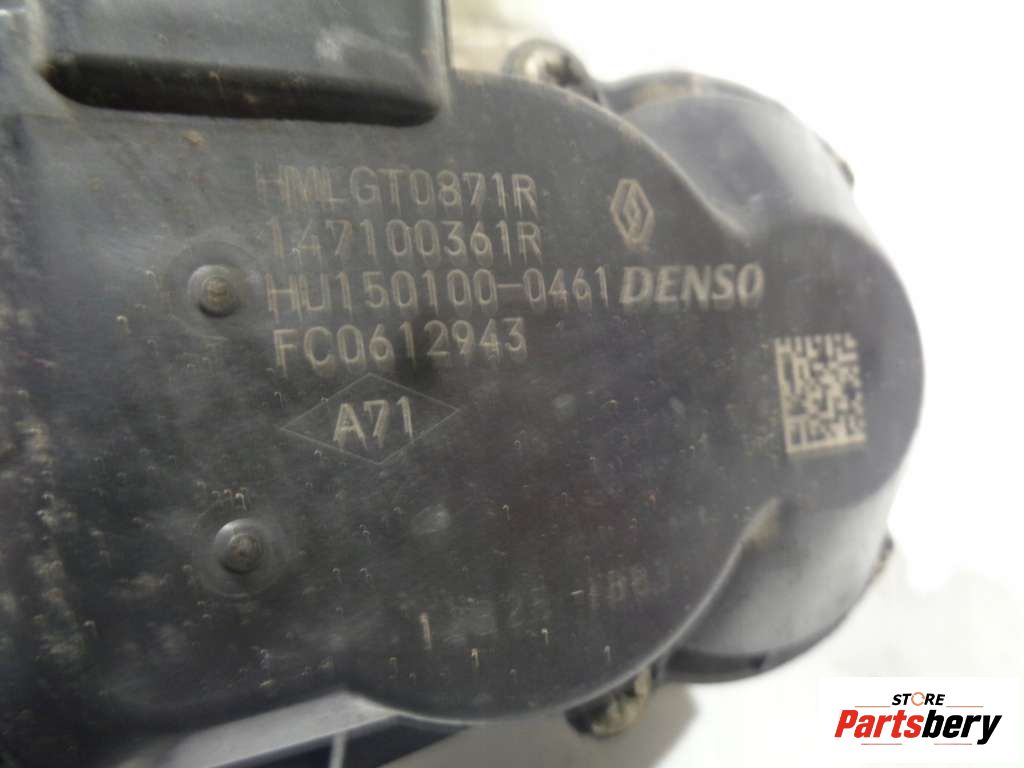 HMLGT0871R
147100361R
HU150100-0461 DENSO
FC0612943
A71
STORE
Partsbery